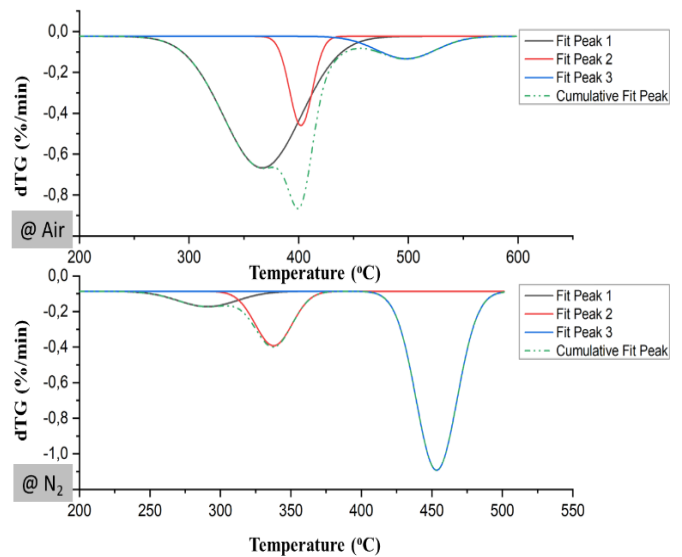 0,0
-0,2
-0,4
-0,6
-0,8
dTG (%/min)
@ Air
200
300
400
500
600
Temperature (⁰C)
Fit Peak 1
Fit Peak 2
Fit Peak 3
Cumulative Fit Peak
0,0
-0,2
-0,4
-0,6
-0,8
-1,0
dTG (%/min)
@ N₂
200
250
300
350
400
450
500
550
Temperature (⁰C)
Fit Peak 1
Fit Peak 2
Fit Peak 3
Cumulative Fit Peak